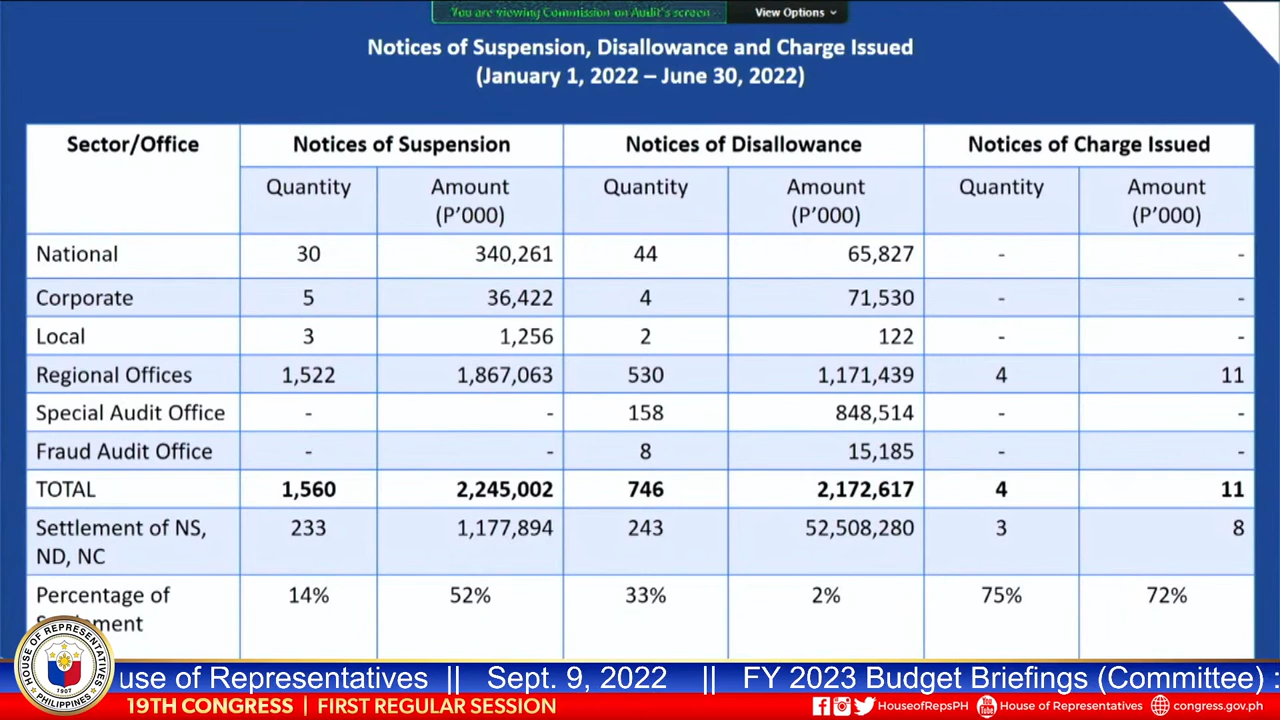 You are viewing Commission on Audit's screen View Options
Notices of Suspension, Disallowance and Charge Issued
(January 1, 2022 – June 30, 2022)
Sector/Office Notices of Suspension Notices of Disallowance Notices of Charge Issued
Quantity Amount Quantity Amount Quantity Amount
(P'000) (P'000) (P'000)
National 30 340,261 44 65,827 - -
Corporate 5 36,422 4 71,530 - -
Local 3 1,256 2 122 - -
Regional Offices 1,522 1,867,063 530 1,171,439 4 11
Special Audit Office - - 158 848,514 - -
Fraud Audit Office - - 8 15,185 - -
TOTAL 1,560 2,245,002 746 2,172,617 4 11
Settlement of NS, 233 1,177,894 243 52,508,280 3 8
ND, NC
Percentage of 14% 52% 33% 2% 75% 72%
HOUSE OF REPRESENTATIVES
1907
PHILIPPINES
use of Representatives || Sept. 9, 2022 || FY 2023 Budget Briefings (Committee) :
19TH CONGRESS | FIRST REGULAR SESSION HouseofRepsPH You Tube House of Representatives congress.gov.ph